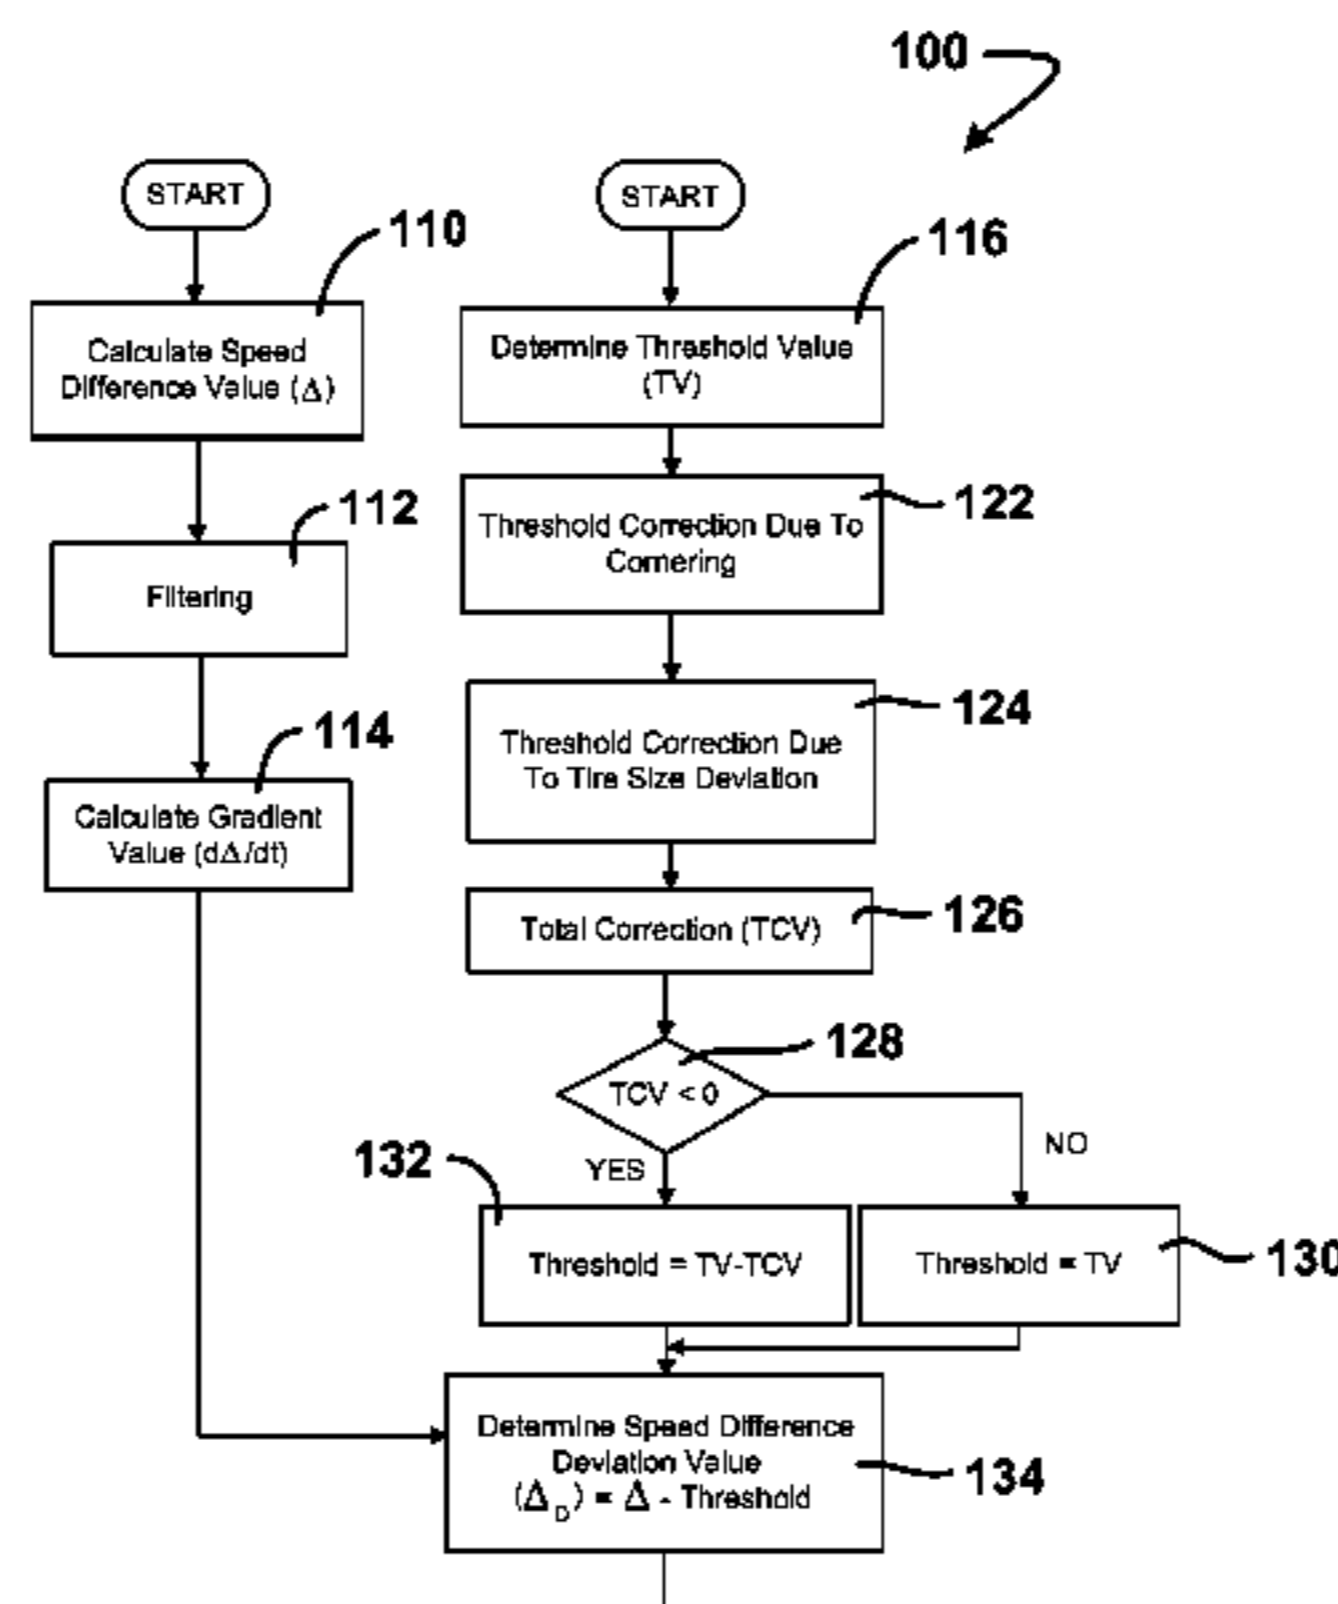 100
START
START
110
116
Calculate Speed
Difference Value (Δ)
Determine Threshold Value
(TV)
112
122
Threshold Correction Due To
Cornering
Filtering
114
124
Threshold Correction Due
To Tire Size Deviation
Calculate Gradient
Value (dΔ/dt)
126
Total Correction (TCV)
128
TCV < 0
NO
132
YES
Threshold = TV-TCV
Threshold = TV
130
Determine Speed Difference
Deviation Value
(Δ_D) = Δ - Threshold
134